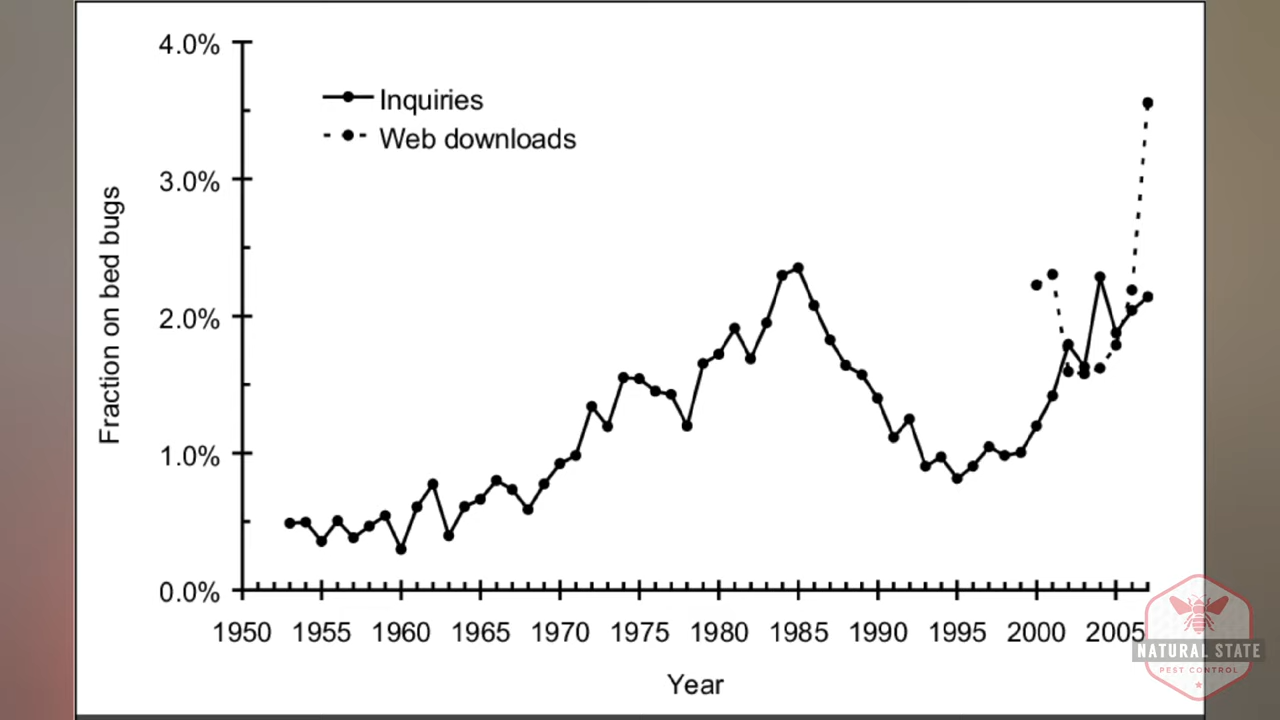 4.0%
Inquiries
Web downloads
3.0%
Fraction on bed bugs
2.0%
1.0%
0.0%
1950 1955 1960 1965 1970 1975 1980 1985 1990 1995 2000 2005
Year
NATURAL STATE
PEST CONTROL